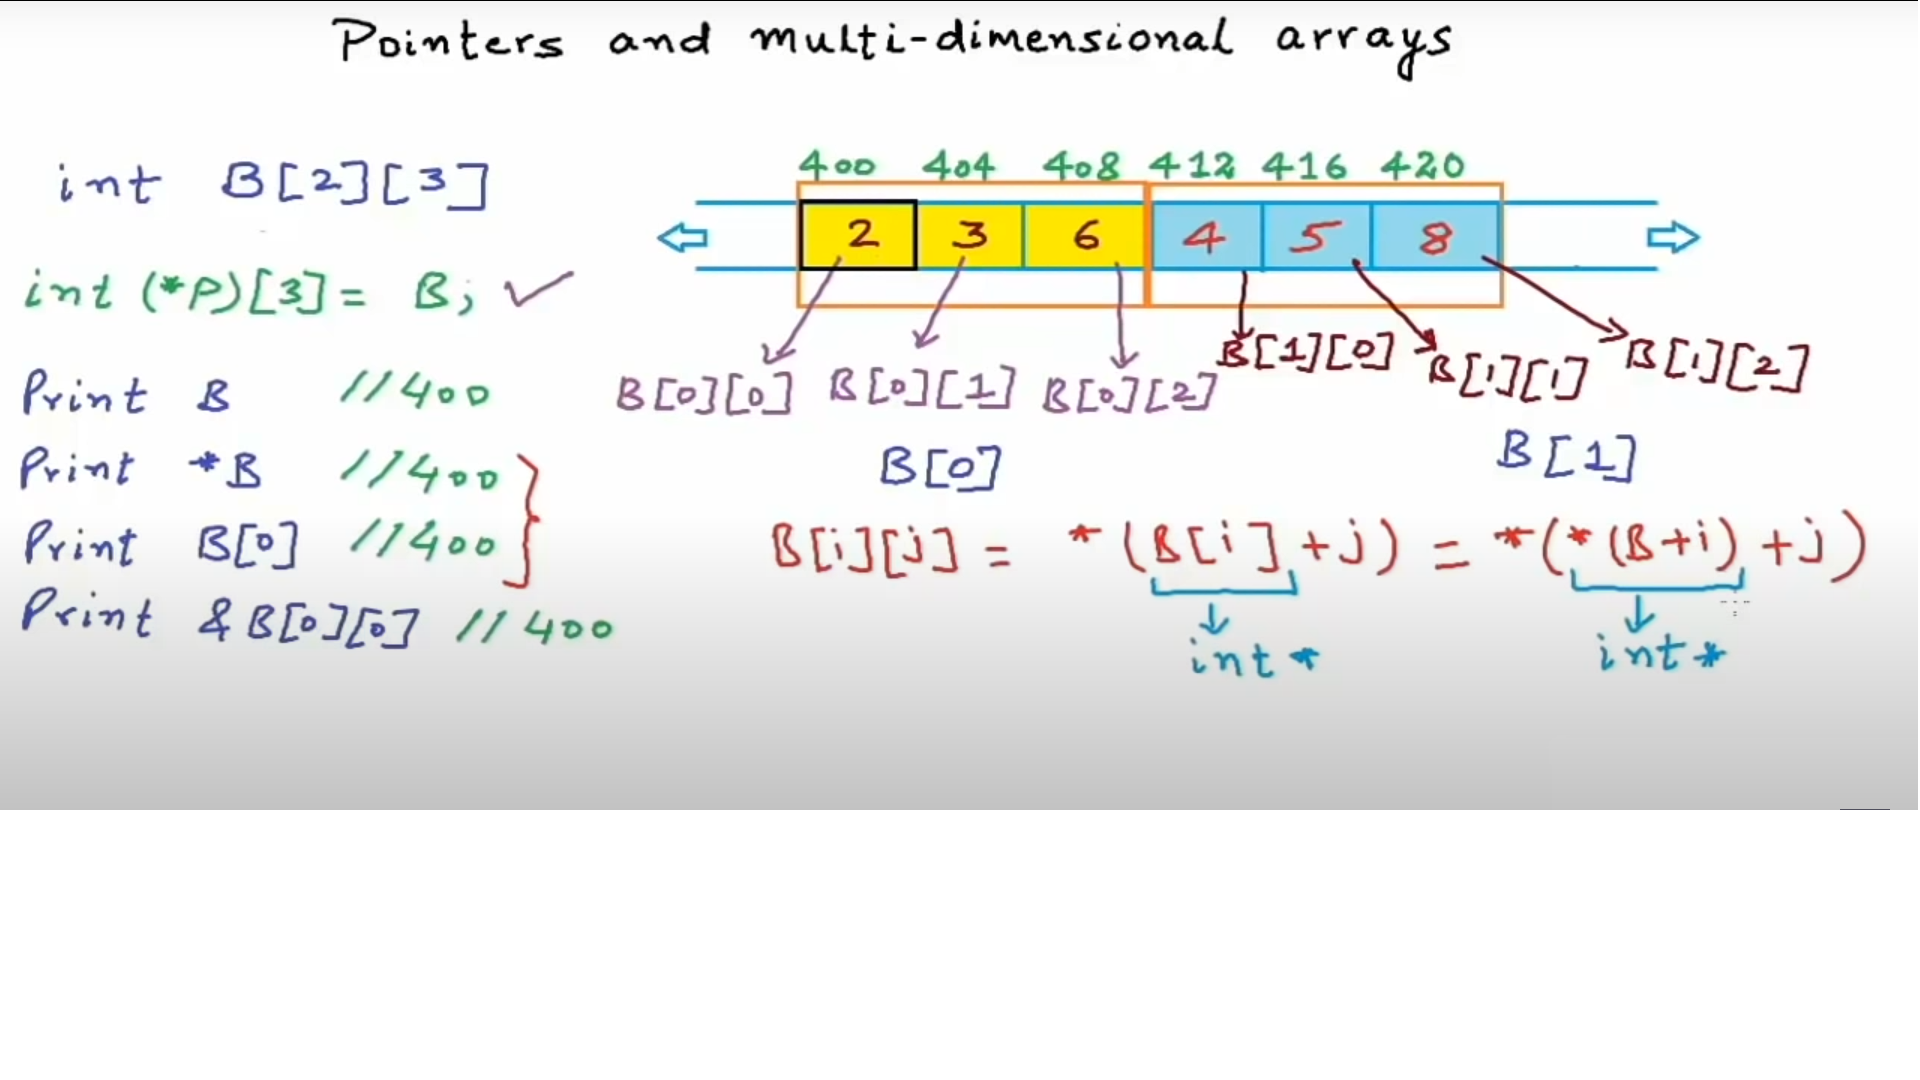 Pointers and multi-dimensional arrays
int B[2][3]
int (*P)[3] = B;
Print B //400
Print *B //400
Print B[0] //400
Print &B[0][0] // 400
400 404 408 412 416 420
2 3 6 4 5 8
B[0][0] B[0][1] B[0][2] B[1][0] B[1][1] B[1][2]
B[0] B[1]
B[i][j] = *(B[i] +j) = *(*(B+i) +j)
int * int *